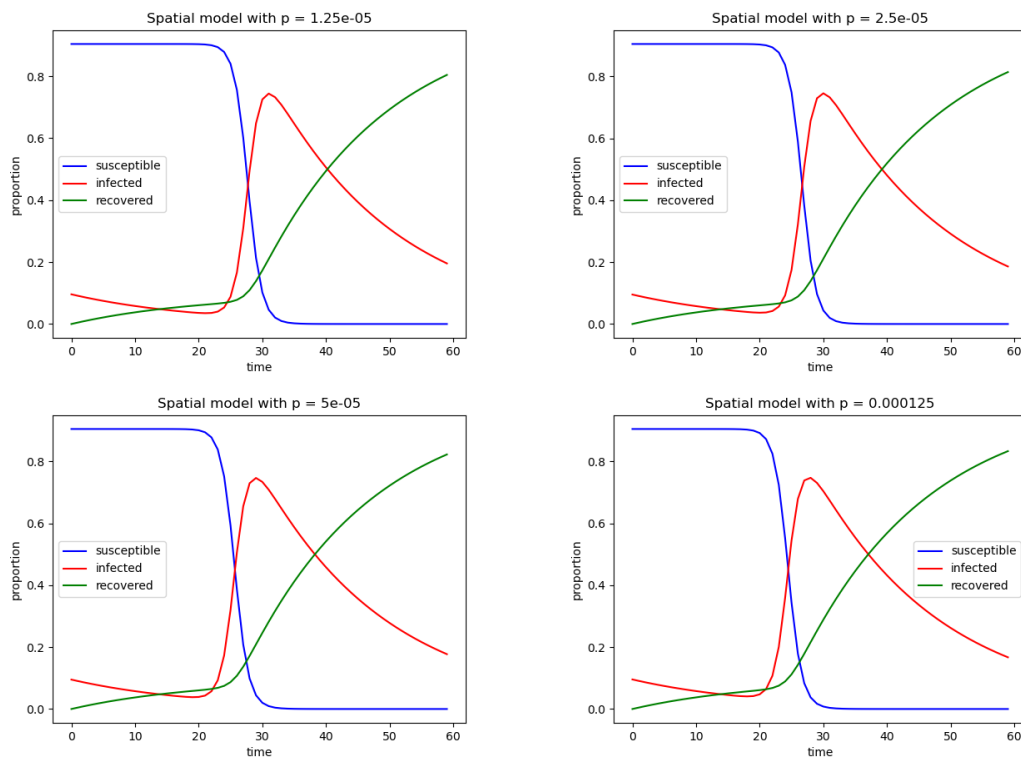 Spatial model with p = 1.25e-05
proportion
0.8
0.6
0.4
0.2
0.0
susceptible
infected
recovered
0 10 20 30 40 50 60
time
Spatial model with p = 2.5e-05
proportion
0.8
0.6
0.4
0.2
0.0
susceptible
infected
recovered
0 10 20 30 40 50 60
time
Spatial model with p = 5e-05
proportion
0.8
0.6
0.4
0.2
0.0
susceptible
infected
recovered
0 10 20 30 40 50 60
time
Spatial model with p = 0.000125
proportion
0.8
0.6
0.4
0.2
0.0
susceptible
infected
recovered
0 10 20 30 40 50 60
time